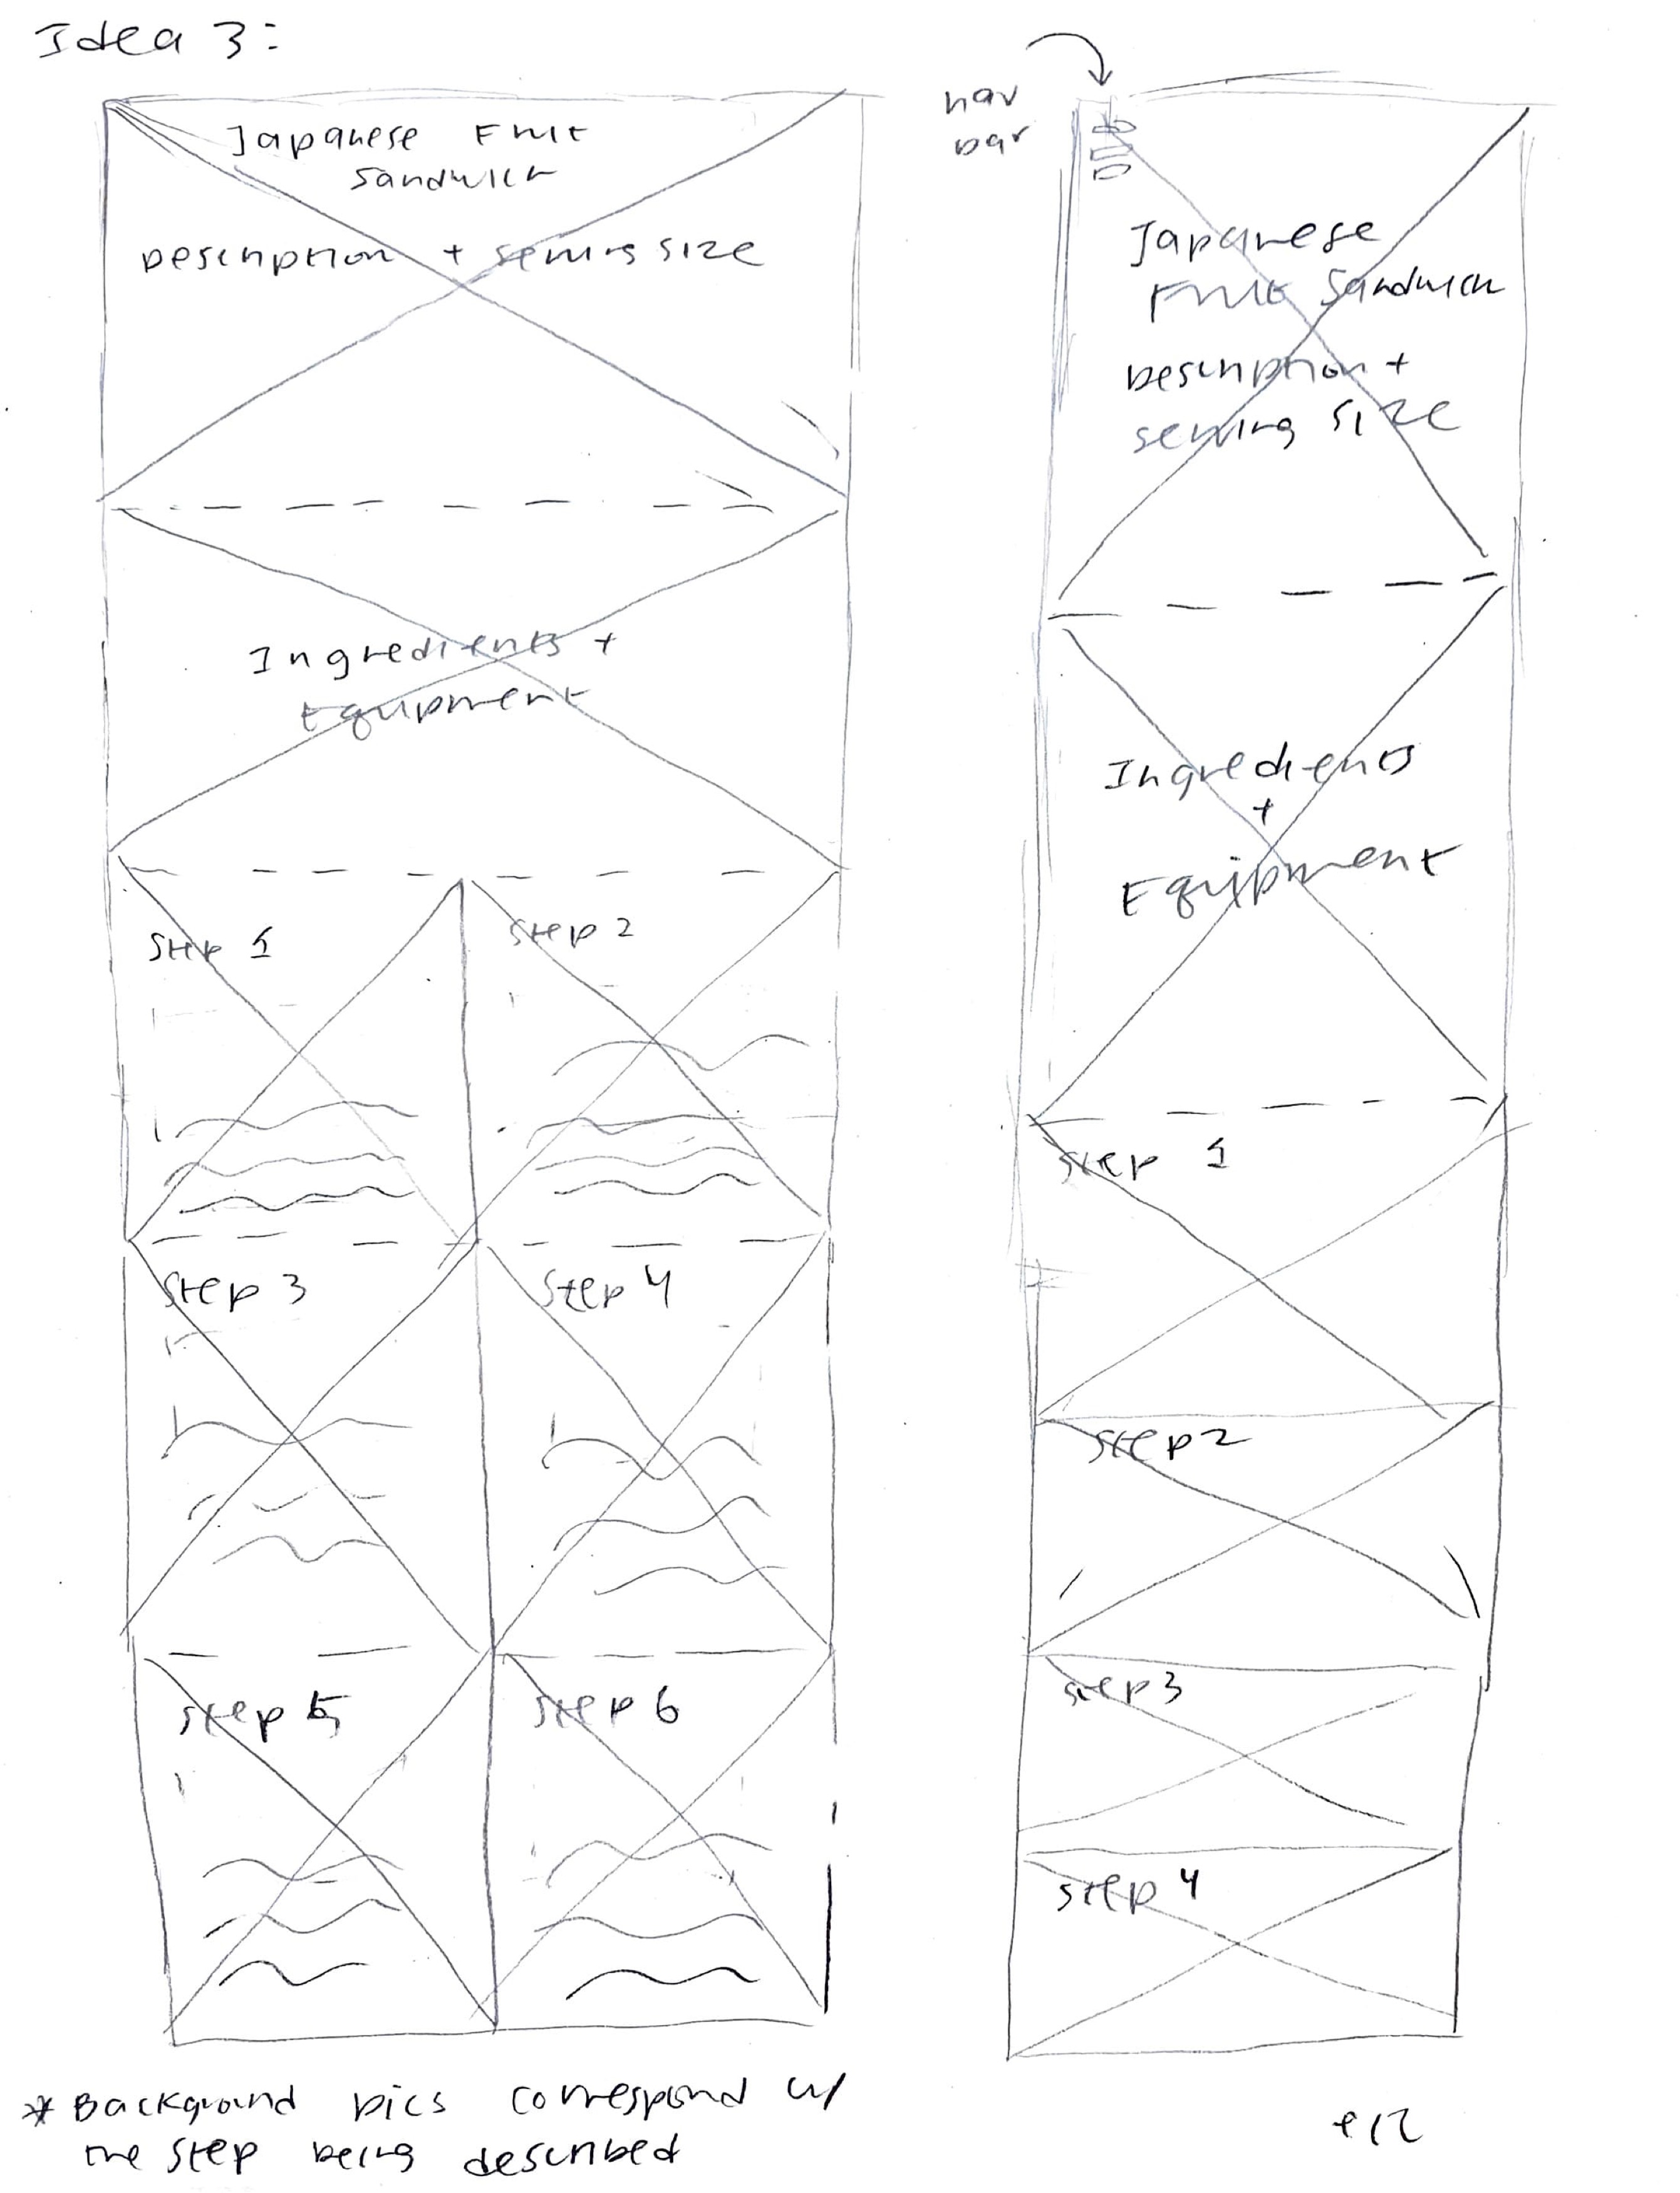 Idea 3:
Japanese Fruit
Sandwich
Description + serving size
Ingredients +
Equipment
Step 1
Step 2
Step 3
Step 4
Step 5
Step 6
* Background pics correspond w/
the step being described
nav
bar
Japanese
Fruit Sandwich
Description +
serving size
Ingredients
+
Equipment
Step 1
Step 2
Step 3
Step 4
etc